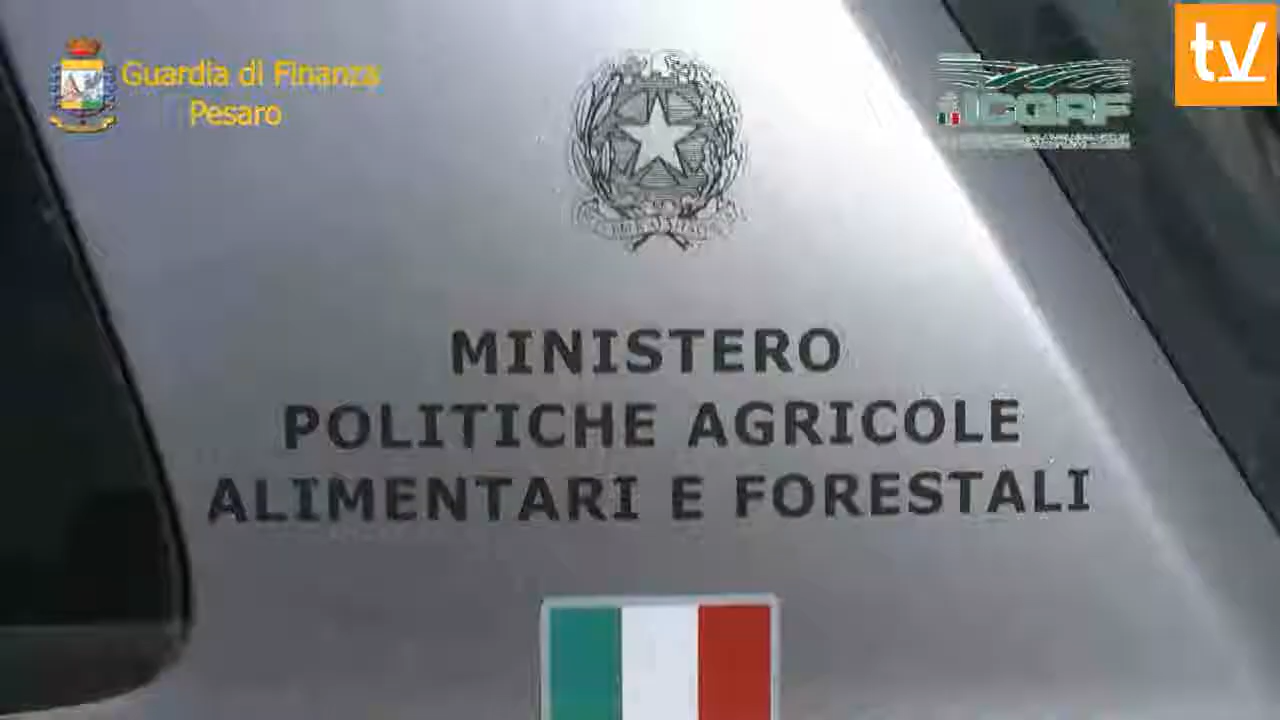 Guardia di Finanza
Pesaro
ICQRF
tv
MINISTERO
POLITICHE AGRICOLE
ALIMENTARI E FORESTALI